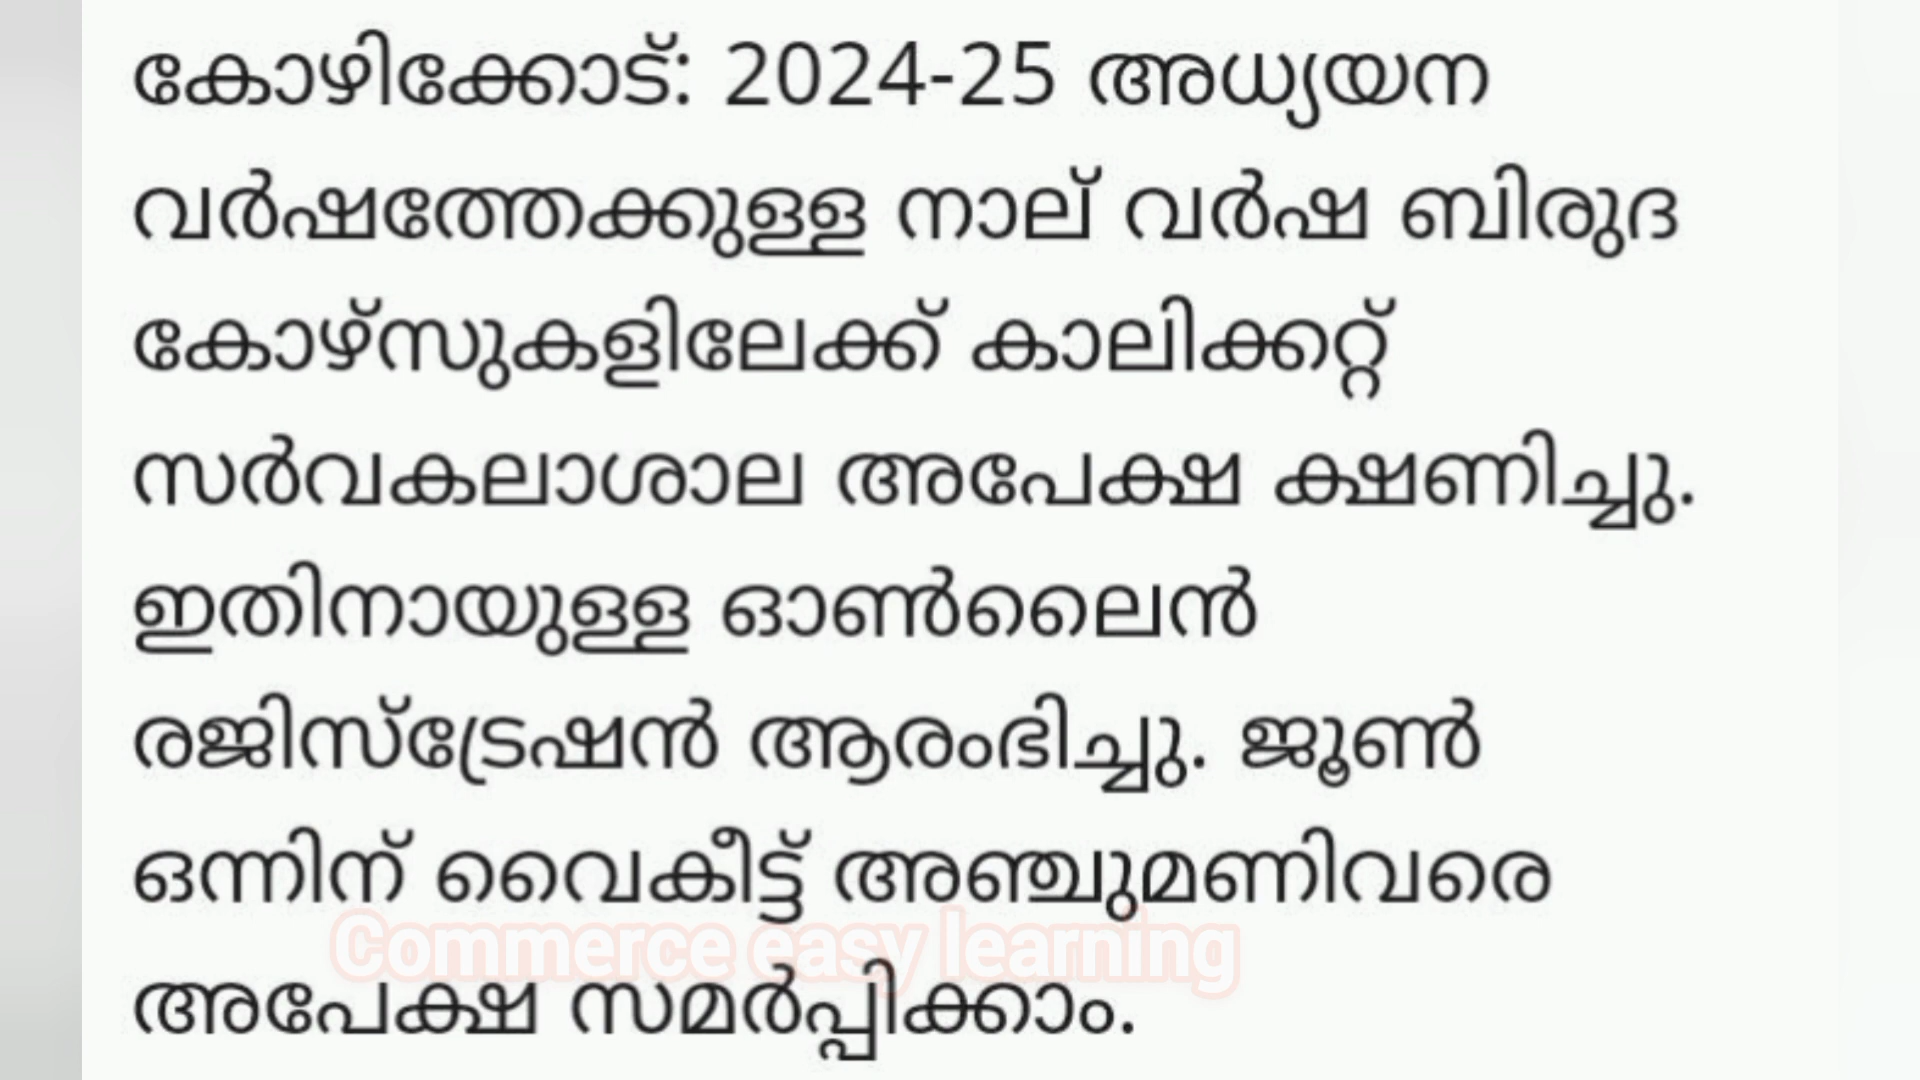 കോഴിക്കോട്: 2024-25 അധ്യയന
വർഷത്തേക്കുള്ള നാല് വർഷ ബിരുദ
കോഴ്സുകളിലേക്ക് കാലിക്കറ്റ്
സർവകലാശാല അപേക്ഷ ക്ഷണിച്ചു.
ഇതിനായുള്ള ഓൺലൈൻ
രജിസ്ട്രേഷൻ ആരംഭിച്ചു. ജൂൺ
ഒന്നിന് വൈകീട്ട് അഞ്ചുമണിവരെ
Commerce easy learning
അപേക്ഷ സമർപ്പിക്കാം.